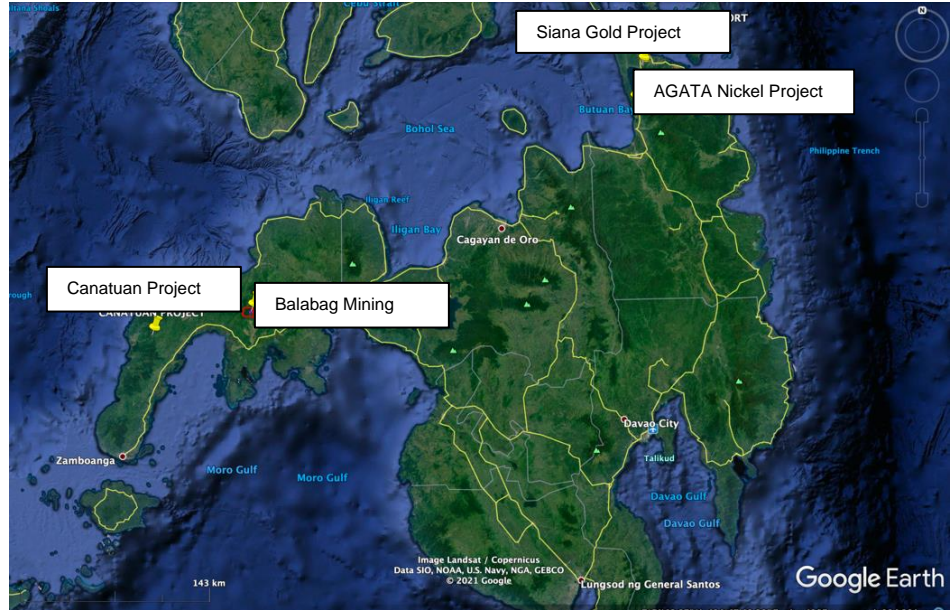 Cebu Strait
Siana Gold Project
ORT
N
AGATA Nickel Project
Butuan Bay
Bohol Sea
Philippine Trench
Iligan Reef
Iligan Bay
Cagayan de Oro
Canatuan Project
rough
CANATUAN PROJECT
Balabag Mining
Davao City
Zamboanga
Talikud
Moro Gulf
Moro Gulf
Davao Gulf
Davao Gulf
Image Landsat / Copernicus
Data SIO, NOAA, U.S. Navy, NGA, GEBCO
© 2021 Google
143 km
Lungsod ng General Santos
Google Earth